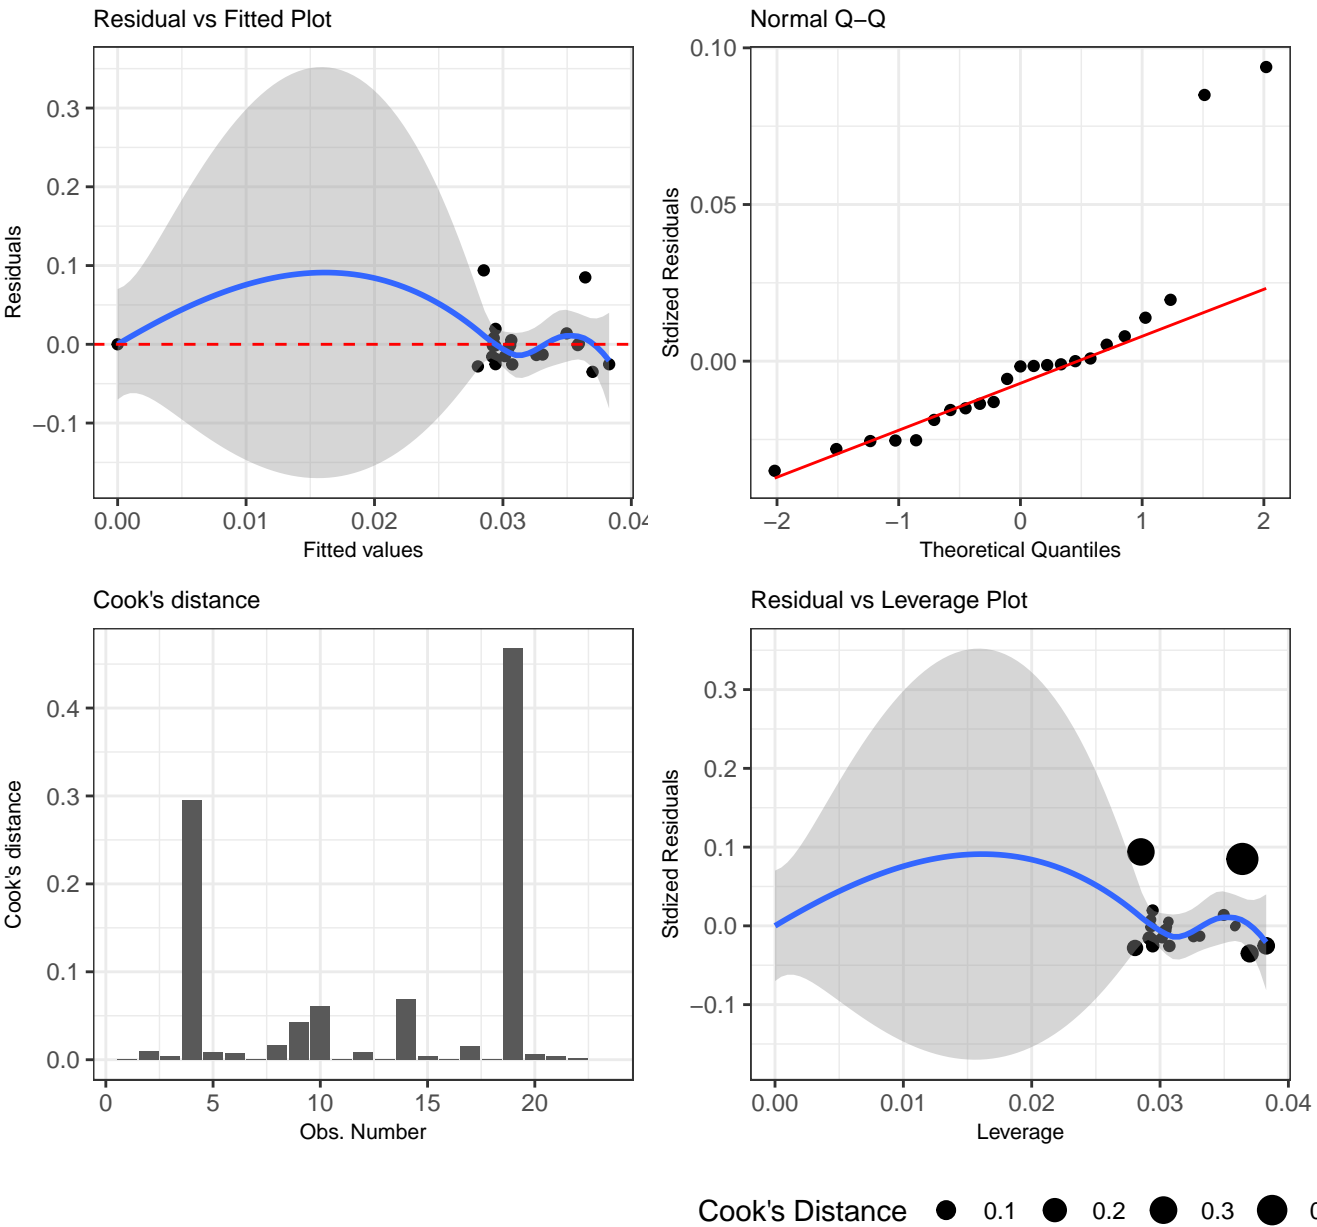 Residual vs Fitted Plot
Residuals
0.3
0.2
0.1
0.0
−0.1
0.00 0.01 0.02 0.03 0.04
Fitted values
Normal Q−Q
Stdized Residuals
0.10
0.05
0.00
−2 −1 0 1 2
Theoretical Quantiles
Cook's distance
Cook's distance
0.4
0.3
0.2
0.1
0.0
0 5 10 15 20
Obs. Number
Residual vs Leverage Plot
Stdized Residuals
0.3
0.2
0.1
0.0
−0.1
0.00 0.01 0.02 0.03 0.04
Leverage
Cook's Distance 0.1 0.2 0.3